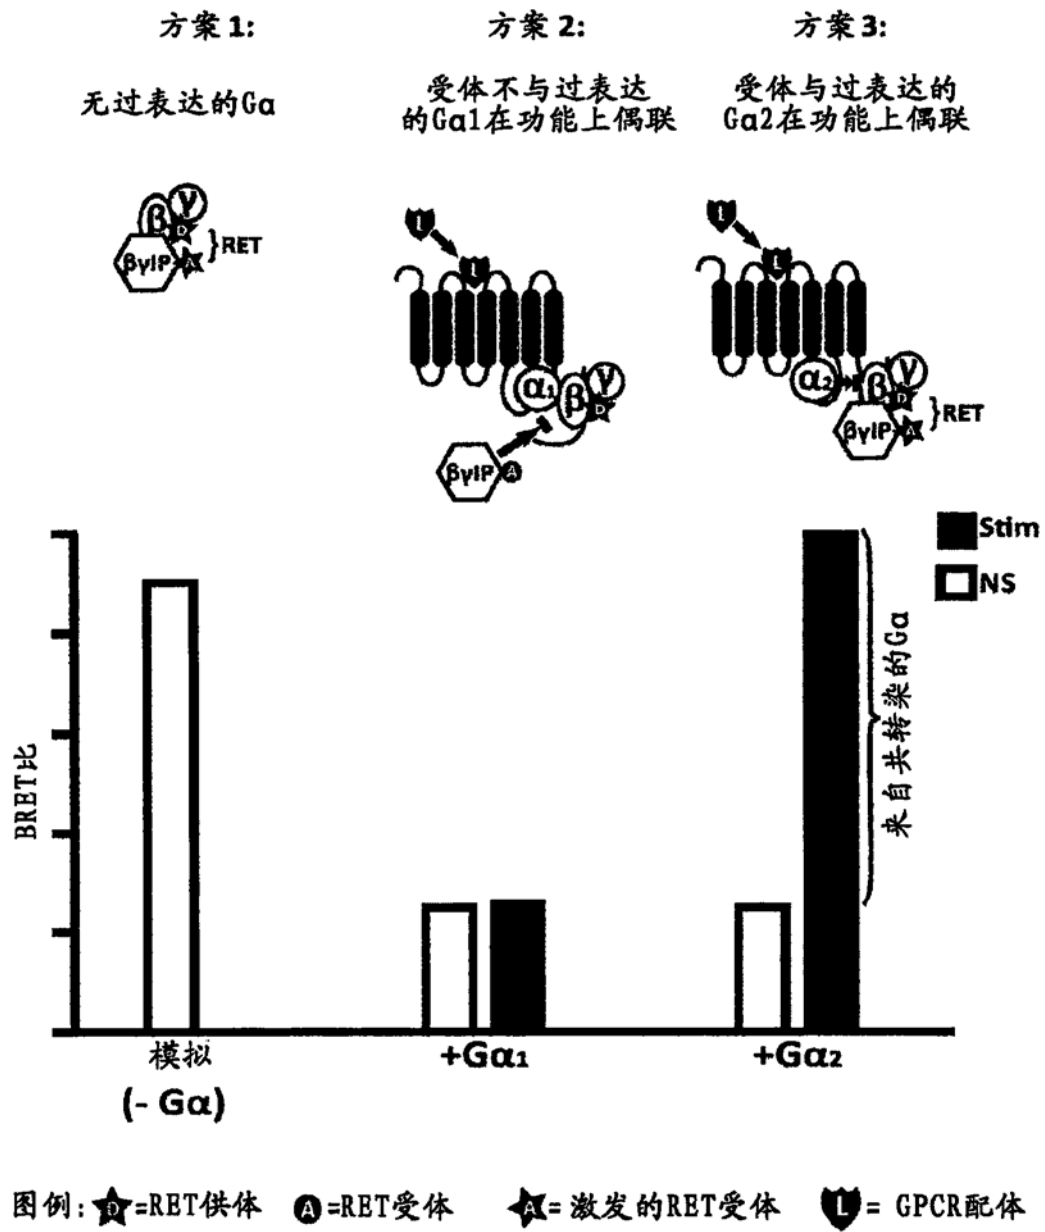 方案 1:
方案 2:
方案 3:
无过表达的Gα
受体不与过表达
的Gα1在功能上偶联
受体与过表达的
Gα2在功能上偶联
β
γ
D
βγIP
A
}RET
L
L
α1
β
γ
D
βγIP
A
L
L
α2
β
γ
D
βγIP
A
}RET
Stim
NS
来自共转染的Gα
BRET比
模拟
(- Gα)
+Gα1
+Gα2
图例: D=RET供体 A=RET受体 A=激发的RET受体 L= GPCR配体